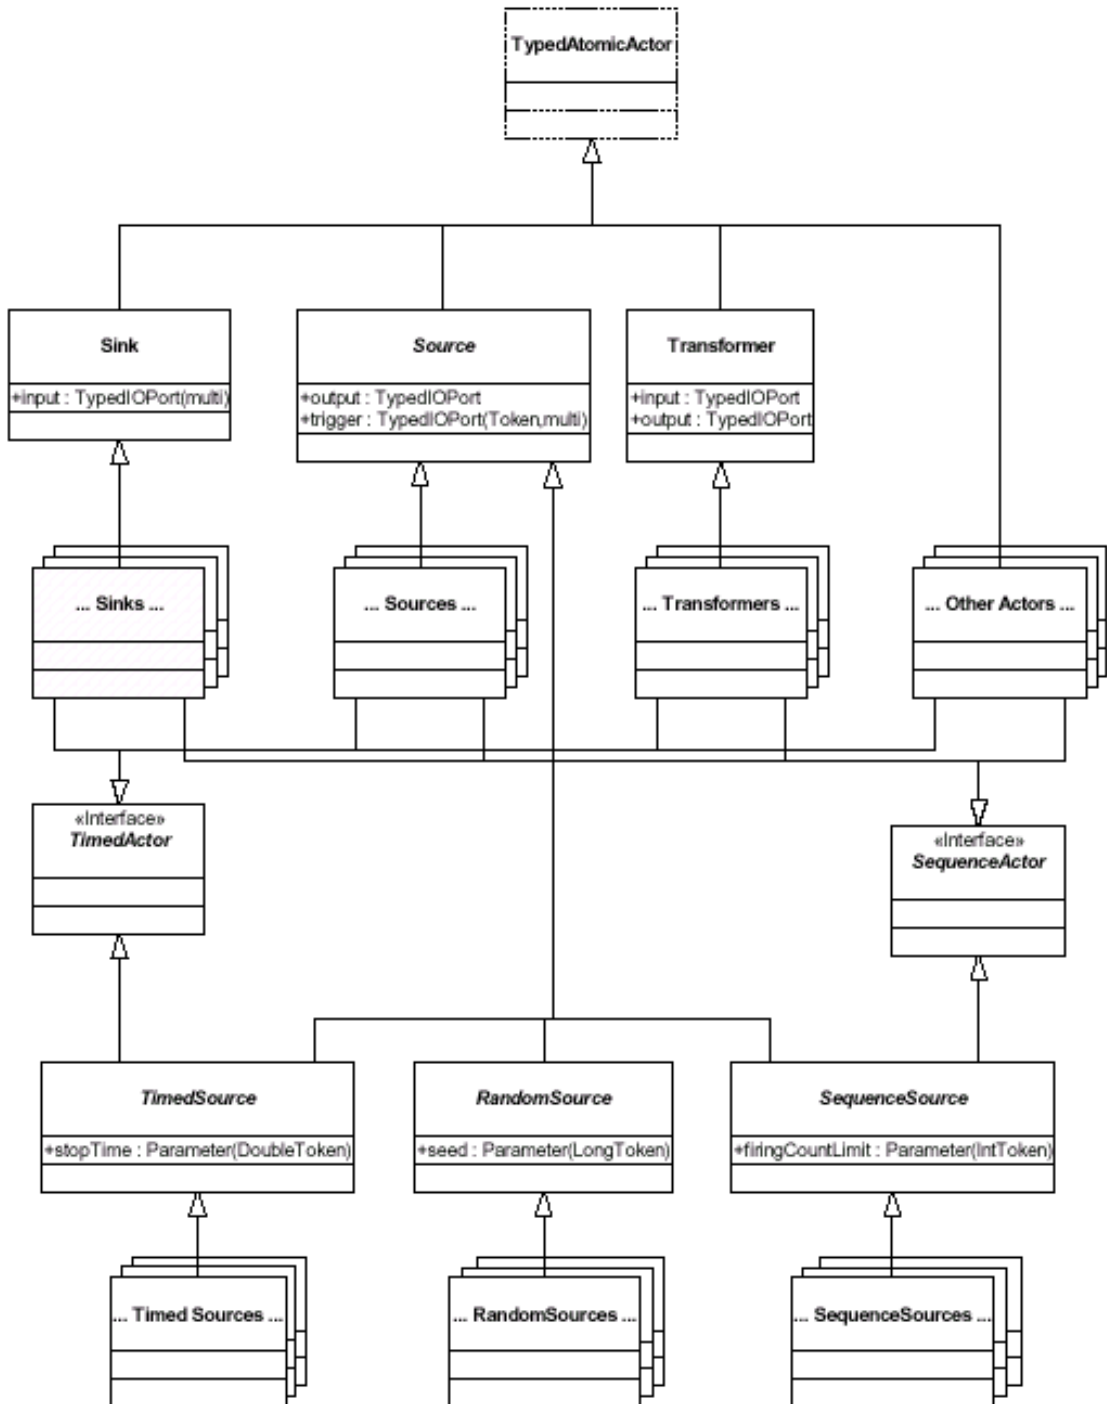 TypedAtomicActor
Sink
+input : TypedIOPort(multi)
Source
+output : TypedIOPort
+trigger : TypedIOPort(Token,multi)
Transformer
+input : TypedIOPort
+output : TypedIOPort
... Sinks ...
... Sources ...
... Transformers ...
... Other Actors ...
«Interface»
TimedActor
«Interface»
SequenceActor
TimedSource
+stopTime : Parameter(DoubleToken)
RandomSource
+seed : Parameter(LongToken)
SequenceSource
+firingCountLimit : Parameter(IntToken)
... Timed Sources ...
... RandomSources ...
... SequenceSources ...